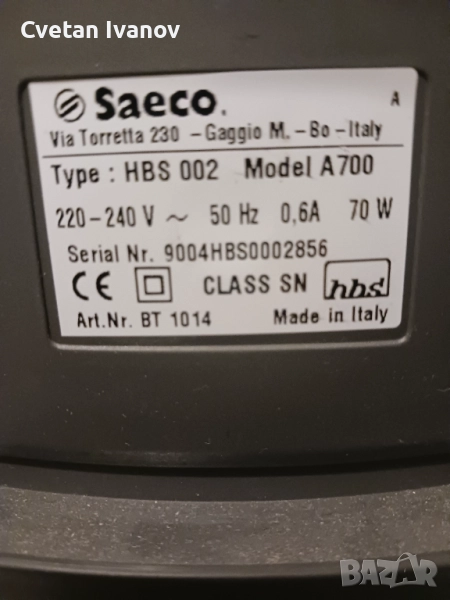 Cvetan Ivanov
Saeco.
A
Via Torretta 230 - Gaggio M. - Bo - Italy
Type : HBS 002 Model A700
220-240 V ~ 50 Hz 0,6A 70 W
Serial Nr. 9004HBS0002856
CE CLASS SN hbs
Art.Nr. BT 1014 Made in Italy
BAZAR